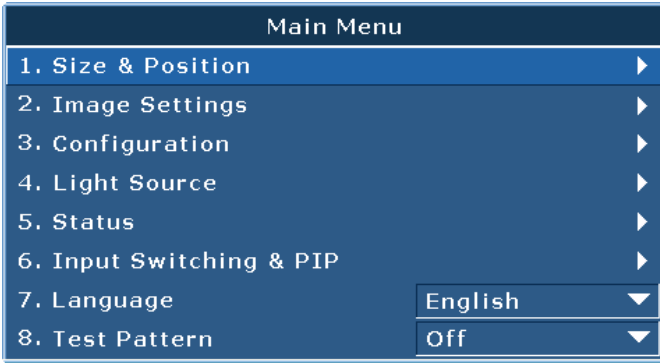 Main Menu
1. Size & Position
2. Image Settings
3. Configuration
4. Light Source
5. Status
6. Input Switching & PIP
7. Language English
8. Test Pattern Off